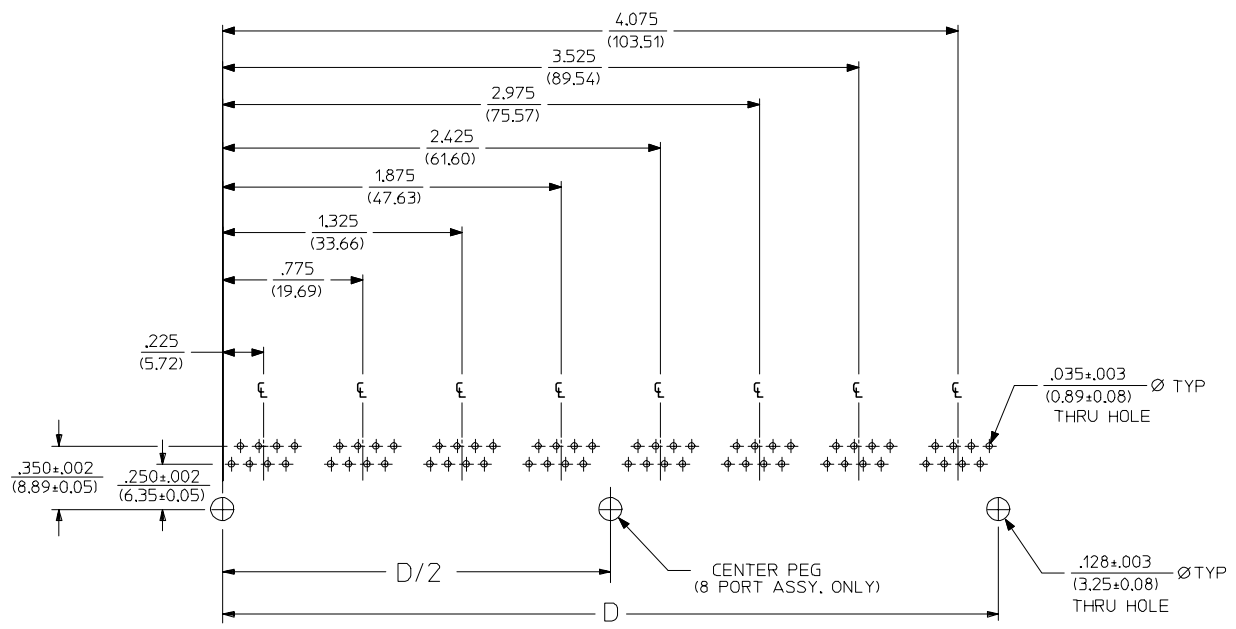 4.075
(103.51)
3.525
(89.54)
2.975
(75.57)
2.425
(61.60)
1.875
(47.63)
1.325
(33.66)
.775
(19.69)
.225
(5.72)
℄ ℄ ℄ ℄ ℄ ℄ ℄ ℄
.035±.003
(0.89±0.08)
Ø TYP
THRU HOLE
.350±.002
(8.89±0.05)
.250±.002
(6.35±0.05)
D/2
CENTER PEG
(8 PORT ASSY. ONLY)
.128±.003
(3.25±0.08)
Ø TYP
THRU HOLE
D